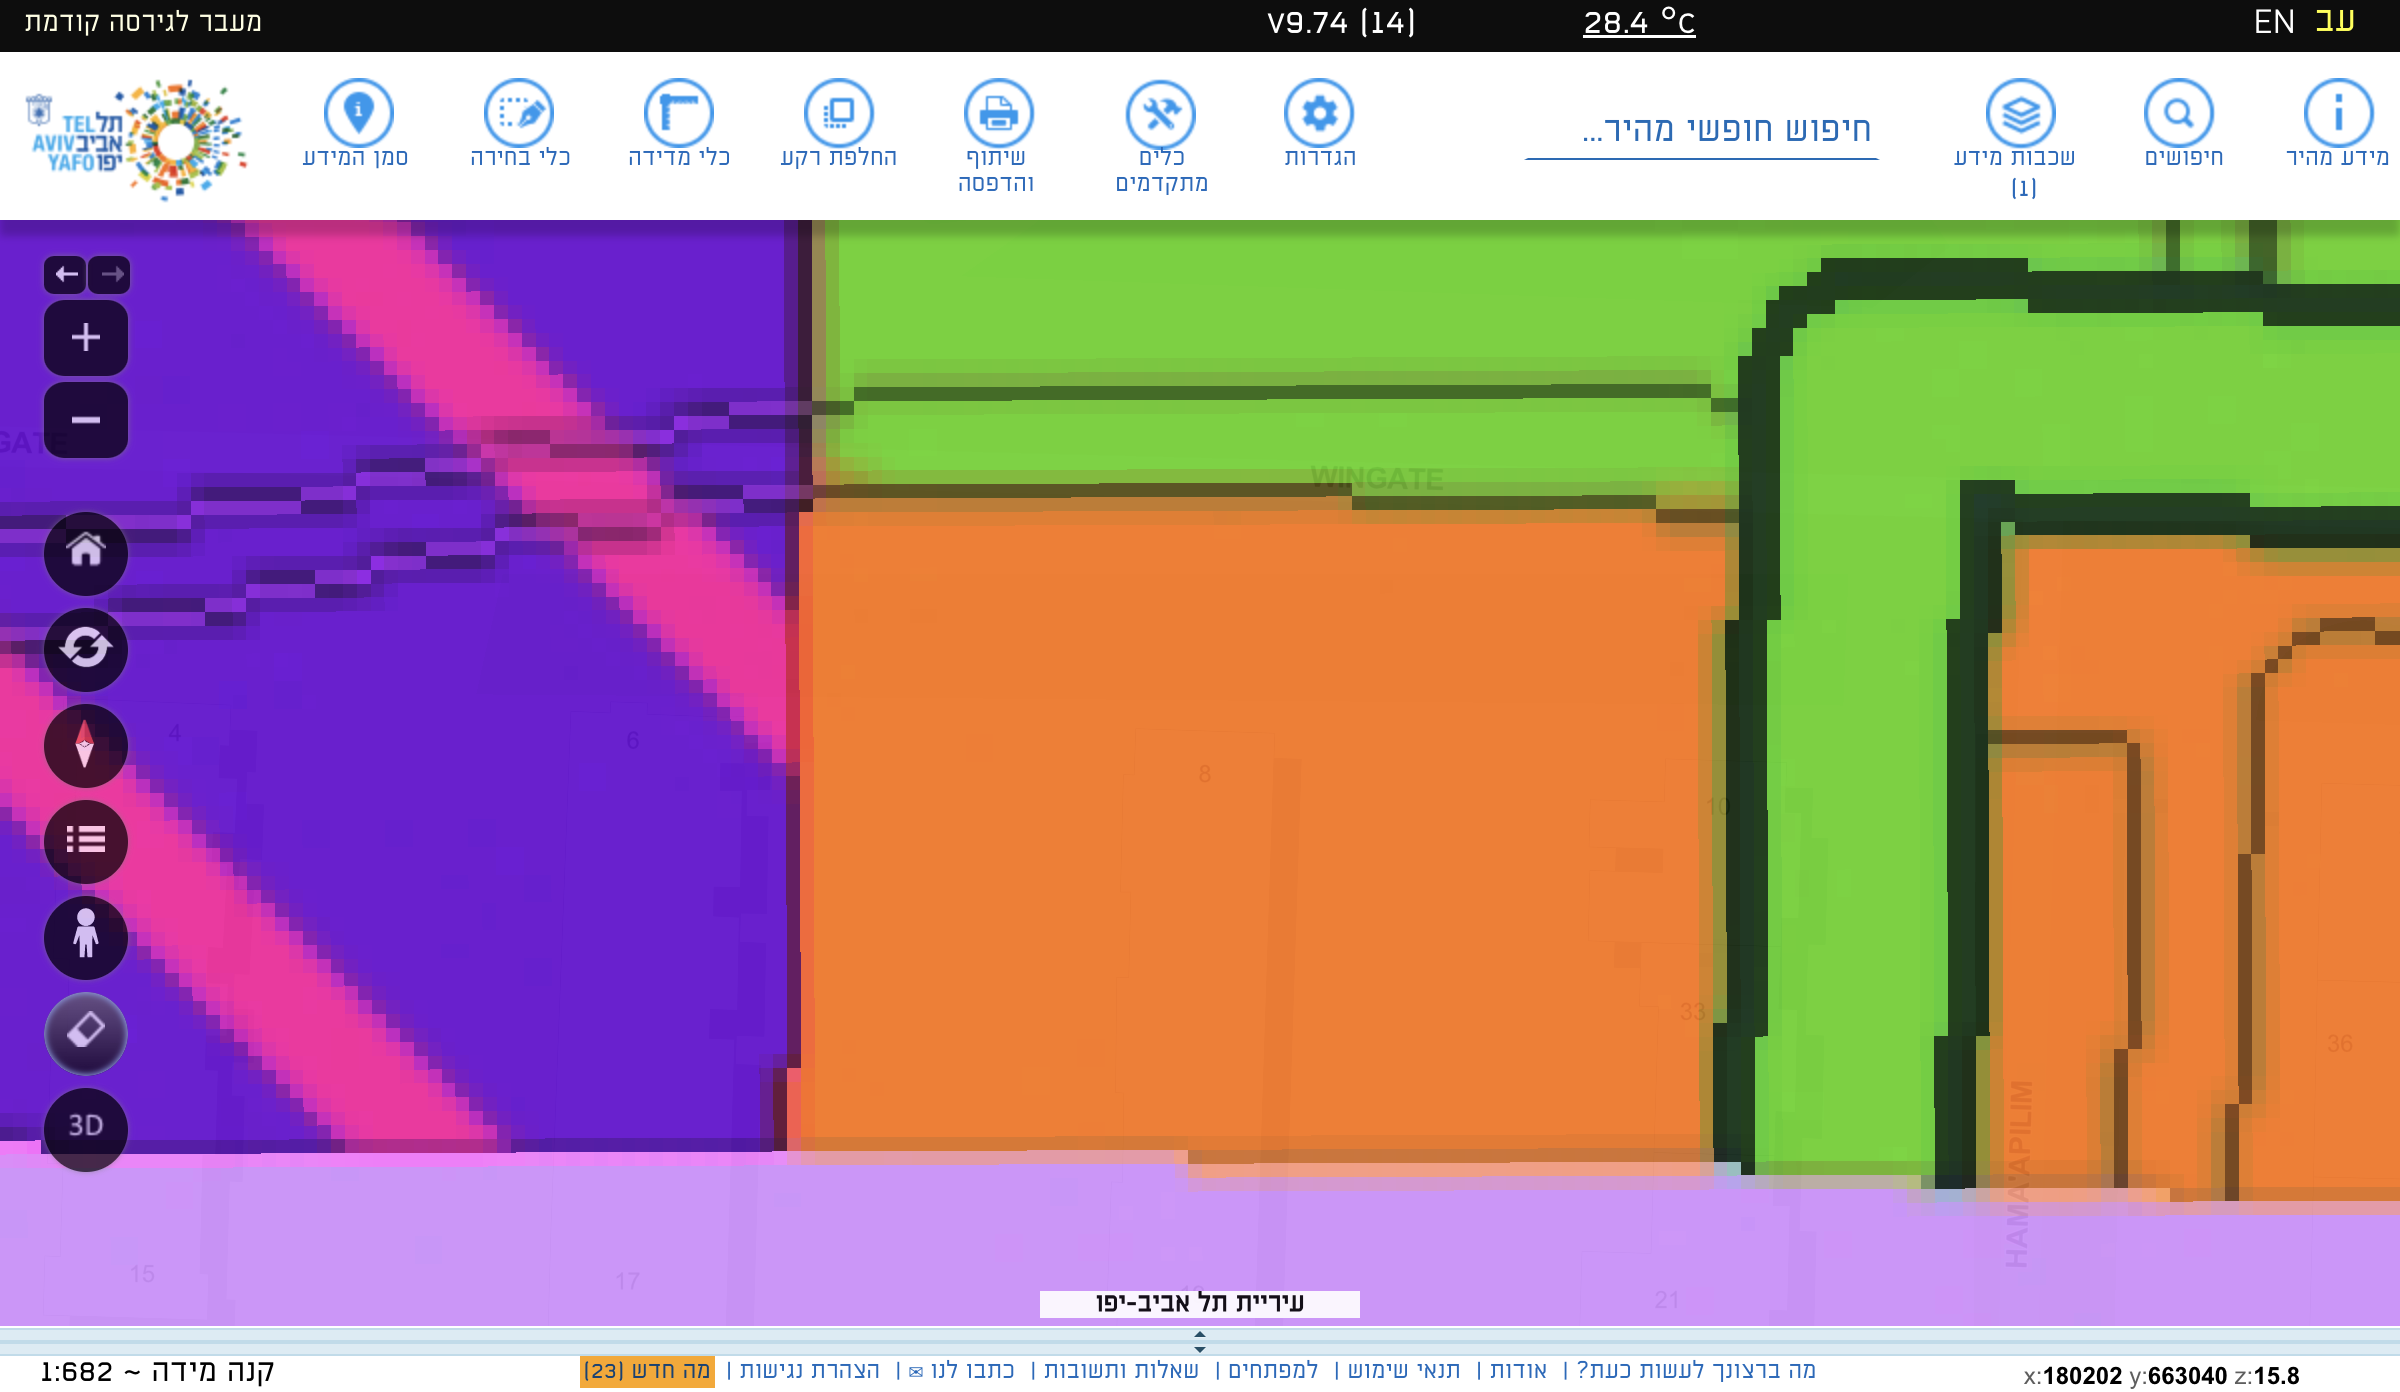 מעבר לגירסה קודמת
V9.74 (14)
28.4 °C
EN עב
תל אביב יפו
TEL AVIV YAFO
סמן המידע
כלי בחירה
כלי מדידה
החלפת רקע
שיתוף והדפסה
כלים מתקדמים
הגדרות
חיפוש חופשי מהיר...
שכבות מידע (1)
חיפושים
מידע מהיר
GATE
WINGATE
4
6
8
10
33
36
3D
HAMA'APILIM
15
17
21
עיריית תל אביב-יפו
קנה מידה ~ 1:682
מה ברצונך לעשות כעת? | אודות | תנאי שימוש | למפתחים | שאלות ותשובות | כתבו לנו ✉ | הצהרת נגישות | מה חדש (23)
x:180202 y:663040 z:15.8